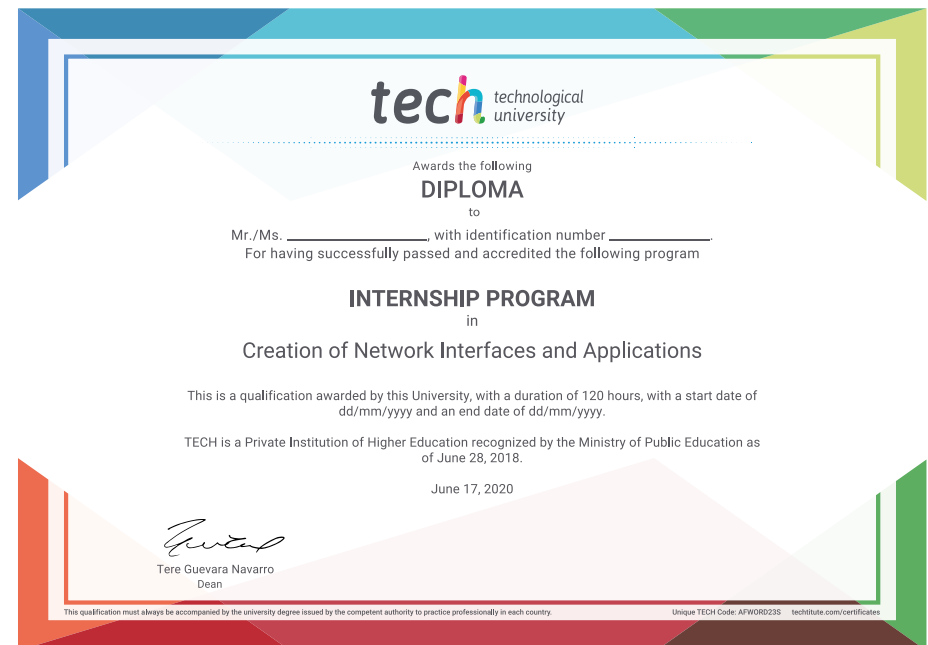 tech technological
university
Awards the following
DIPLOMA
to
Mr./Ms. ________________, with identification number ____________.
For having successfully passed and accredited the following program
INTERNSHIP PROGRAM
in
Creation of Network Interfaces and Applications
This is a qualification awarded by this University, with a duration of 120 hours, with a start date of
dd/mm/yyyy and an end date of dd/mm/yyyy.
TECH is a Private Institution of Higher Education recognized by the Ministry of Public Education as
of June 28, 2018.
June 17, 2020
Tere Guevara Navarro
Dean
This qualification must always be accompanied by the university degree issued by the competent authority to practice professionally in each country. Unique TECH Code: AFWORD23S techtitute.com/certificates